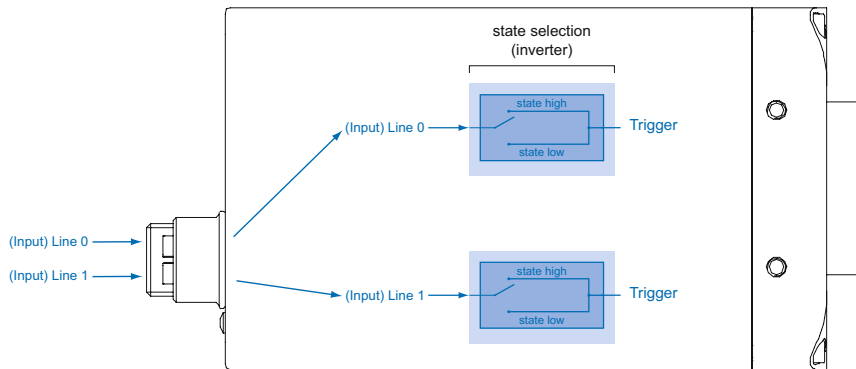 state selection
(inverter)
state high
(Input) Line 0
Trigger
state low
(Input) Line 0
(Input) Line 1
state high
(Input) Line 1
Trigger
state low